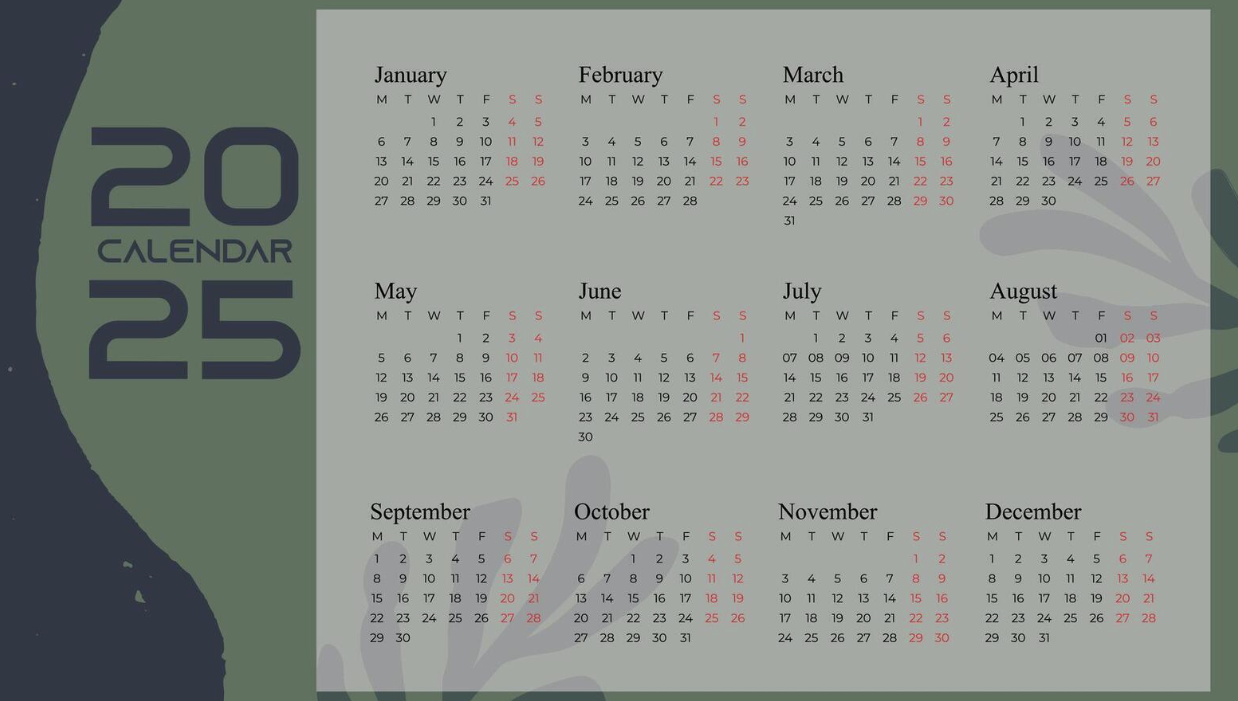 20
CALENDAR
25
January
M T W T F S S
1 2 3 4 5
6 7 8 9 10 11 12
13 14 15 16 17 18 19
20 21 22 23 24 25 26
27 28 29 30 31
February
M T W T F S S
1 2
3 4 5 6 7 8 9
10 11 12 13 14 15 16
17 18 19 20 21 22 23
24 25 26 27 28
March
M T W T F S S
1 2
3 4 5 6 7 8 9
10 11 12 13 14 15 16
17 18 19 20 21 22 23
24 25 26 27 28 29 30
31
April
M T W T F S S
1 2 3 4 5 6
7 8 9 10 11 12 13
14 15 16 17 18 19 20
21 22 23 24 25 26 27
28 29 30
May
M T W T F S S
1 2 3 4
5 6 7 8 9 10 11
12 13 14 15 16 17 18
19 20 21 22 23 24 25
26 27 28 29 30 31
June
M T W T F S S
1
2 3 4 5 6 7 8
9 10 11 12 13 14 15
16 17 18 19 20 21 22
23 24 25 26 27 28 29
30
July
M T W T F S S
1 2 3 4 5 6
07 08 09 10 11 12 13
14 15 16 17 18 19 20
21 22 23 24 25 26 27
28 29 30 31
August
M T W T F S S
01 02 03
04 05 06 07 08 09 10
11 12 13 14 15 16 17
18 19 20 21 22 23 24
25 26 27 28 29 30 31
September
M T W T F S S
1 2 3 4 5 6 7
8 9 10 11 12 13 14
15 16 17 18 19 20 21
22 23 24 25 26 27 28
29 30
October
M T W T F S S
1 2 3 4 5
6 7 8 9 10 11 12
13 14 15 16 17 18 19
20 21 22 23 24 25 26
27 28 29 30 31
November
M T W T F S S
1 2
3 4 5 6 7 8 9
10 11 12 13 14 15 16
17 18 19 20 21 22 23
24 25 26 27 28 29 30
December
M T W T F S S
1 2 3 4 5 6 7
8 9 10 11 12 13 14
15 16 17 18 19 20 21
22 23 24 25 26 27 28
29 30 31